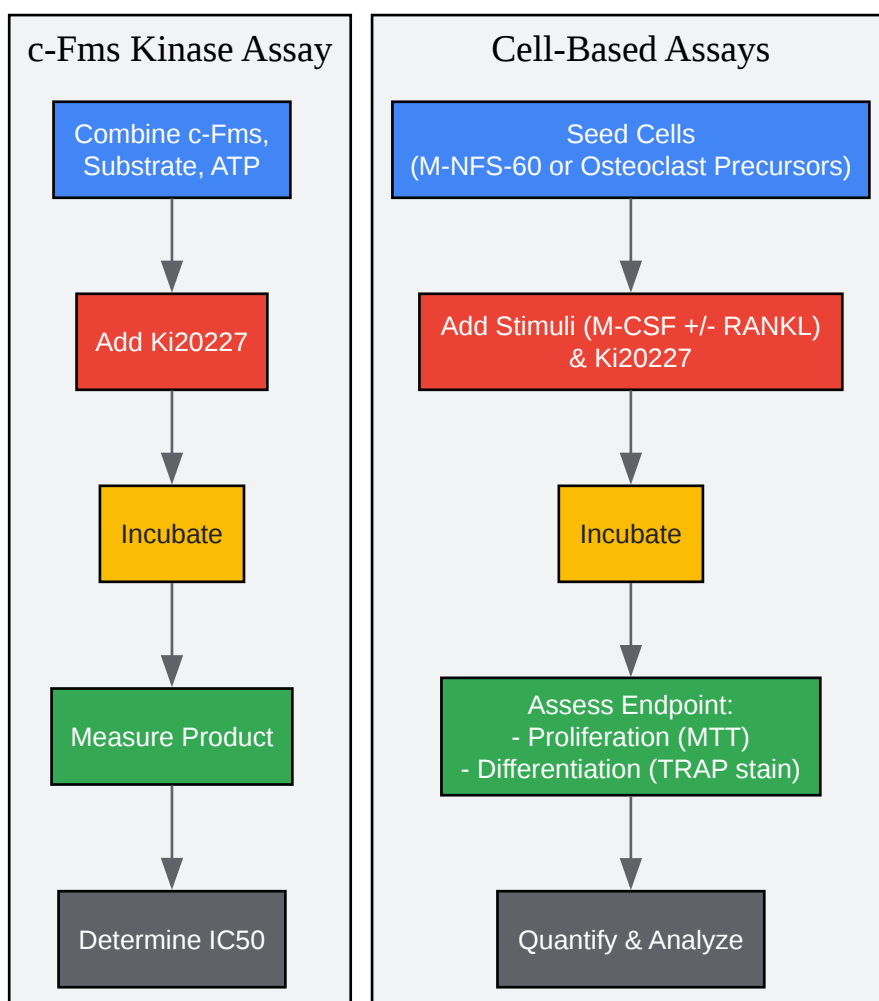 c-Fms Kinase Assay
Combine c-Fms,
Substrate, ATP
Add Ki20227
Incubate
Measure Product
Determine IC50
Cell-Based Assays
Seed Cells
(M-NFS-60 or Osteoclast Precursors)
Add Stimuli (M-CSF +/- RANKL)
& Ki20227
Incubate
Assess Endpoint:
- Proliferation (MTT)
- Differentiation (TRAP stain)
Quantify & Analyze